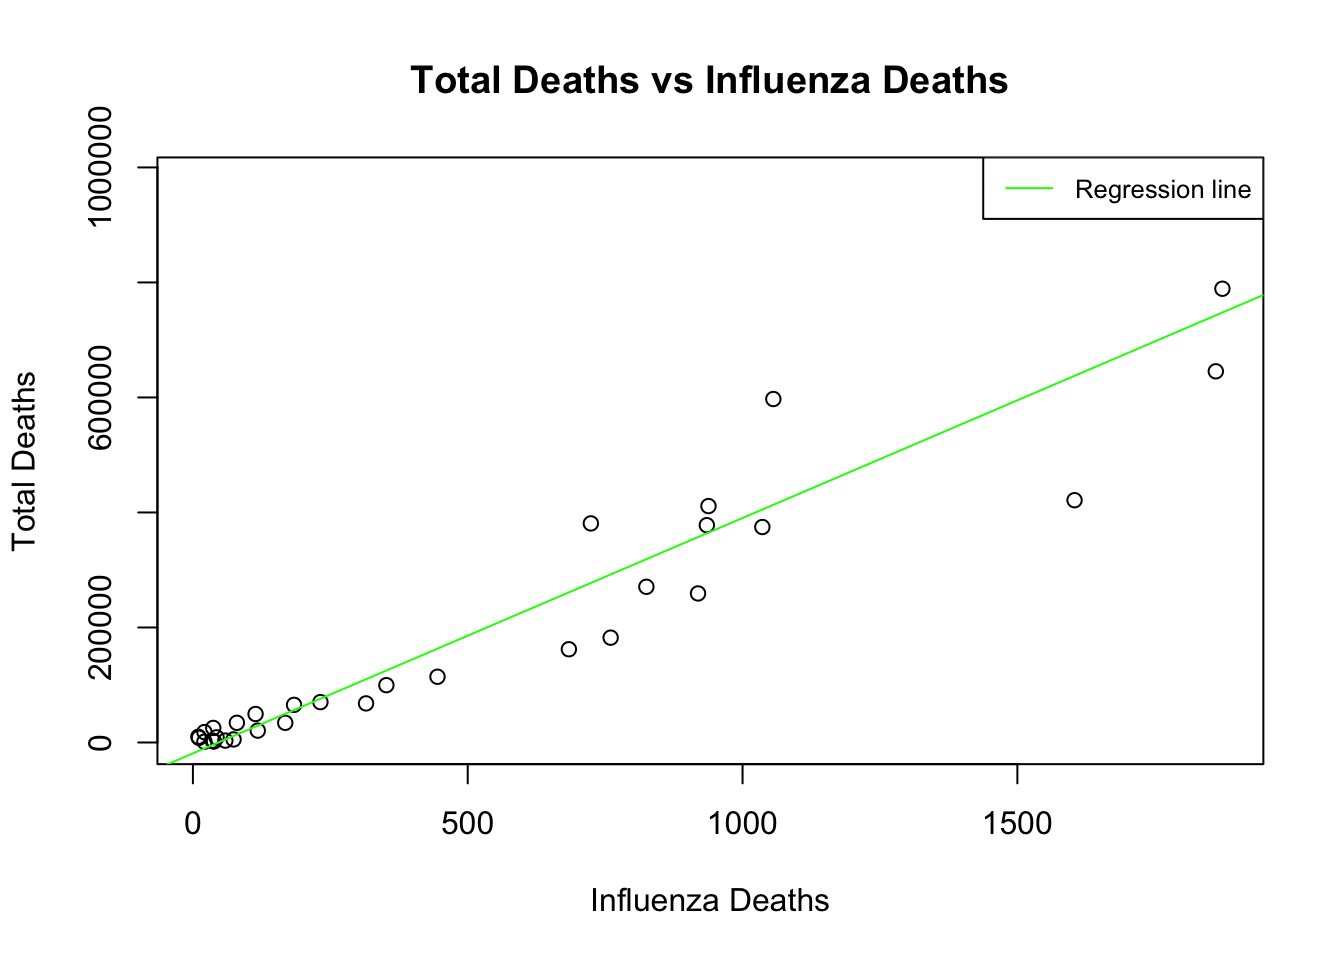 Total Deaths vs Influenza Deaths
Regression line
Total Deaths
1000000
600000
200000
0
0 500 1000 1500
Influenza Deaths